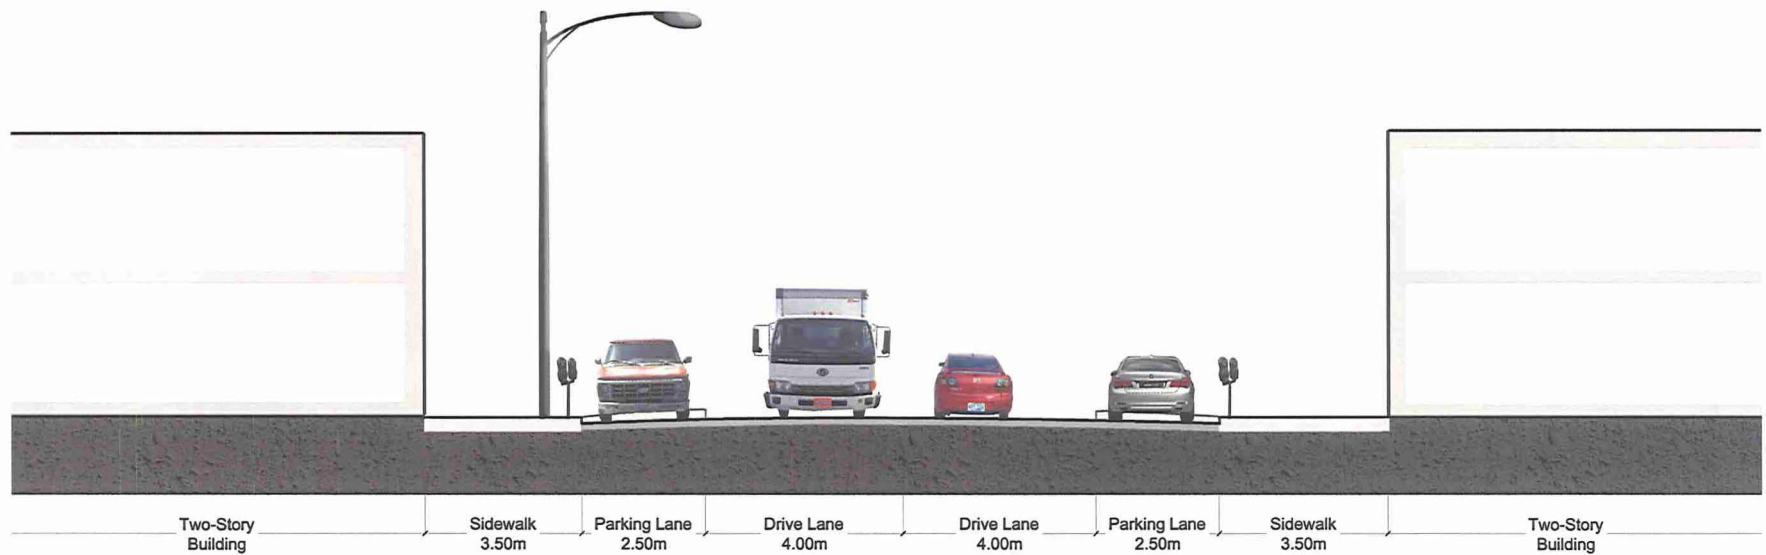 Two-Story
Building
Sidewalk
3.50m
Parking Lane
2.50m
Drive Lane
4.00m
Drive Lane
4.00m
Parking Lane
2.50m
Sidewalk
3.50m
Two-Story
Building